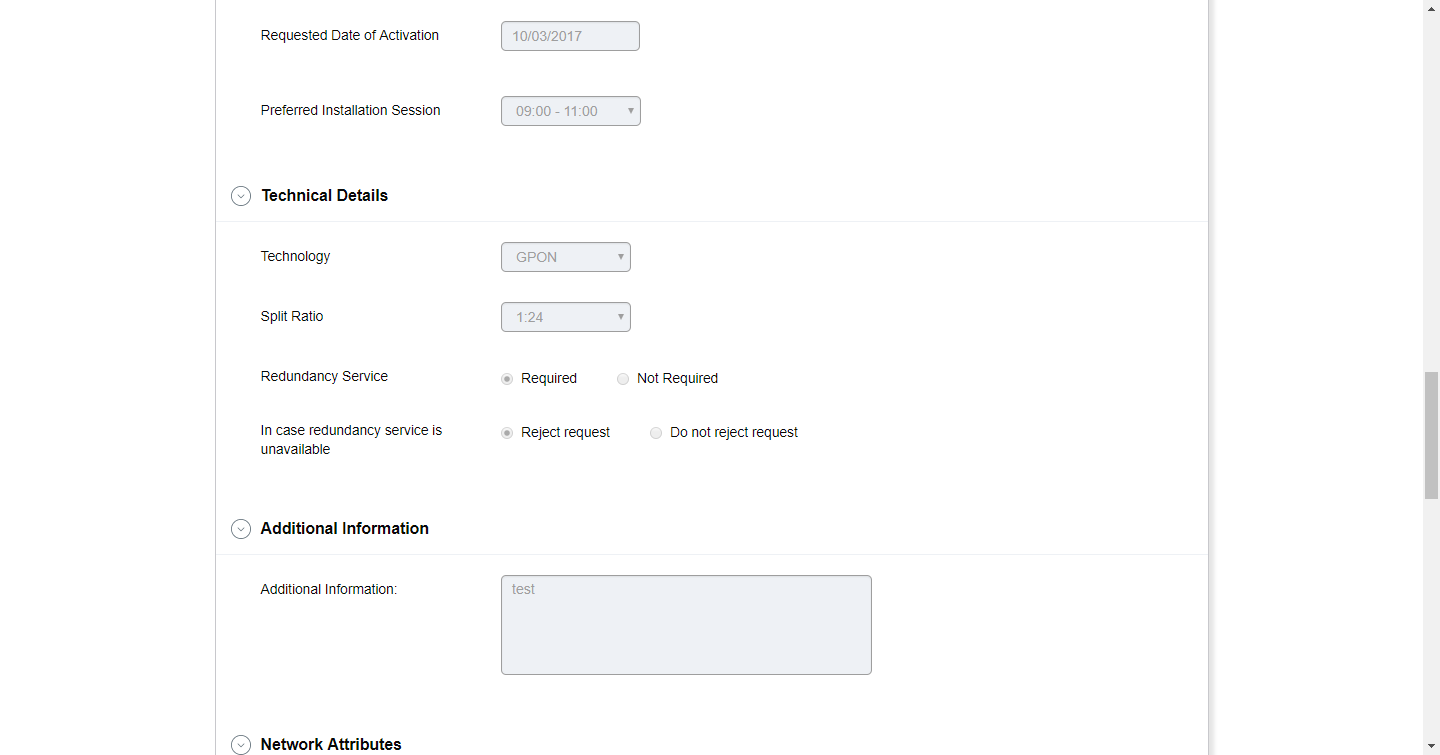 Requested Date of Activation 10/03/2017
Preferred Installation Session 09:00 - 11:00
Technical Details
Technology GPON
Split Ratio 1:24
Redundancy Service Required Not Required
In case redundancy service is Reject request Do not reject request
unavailable
Additional Information
Additional Information: test
Network Attributes